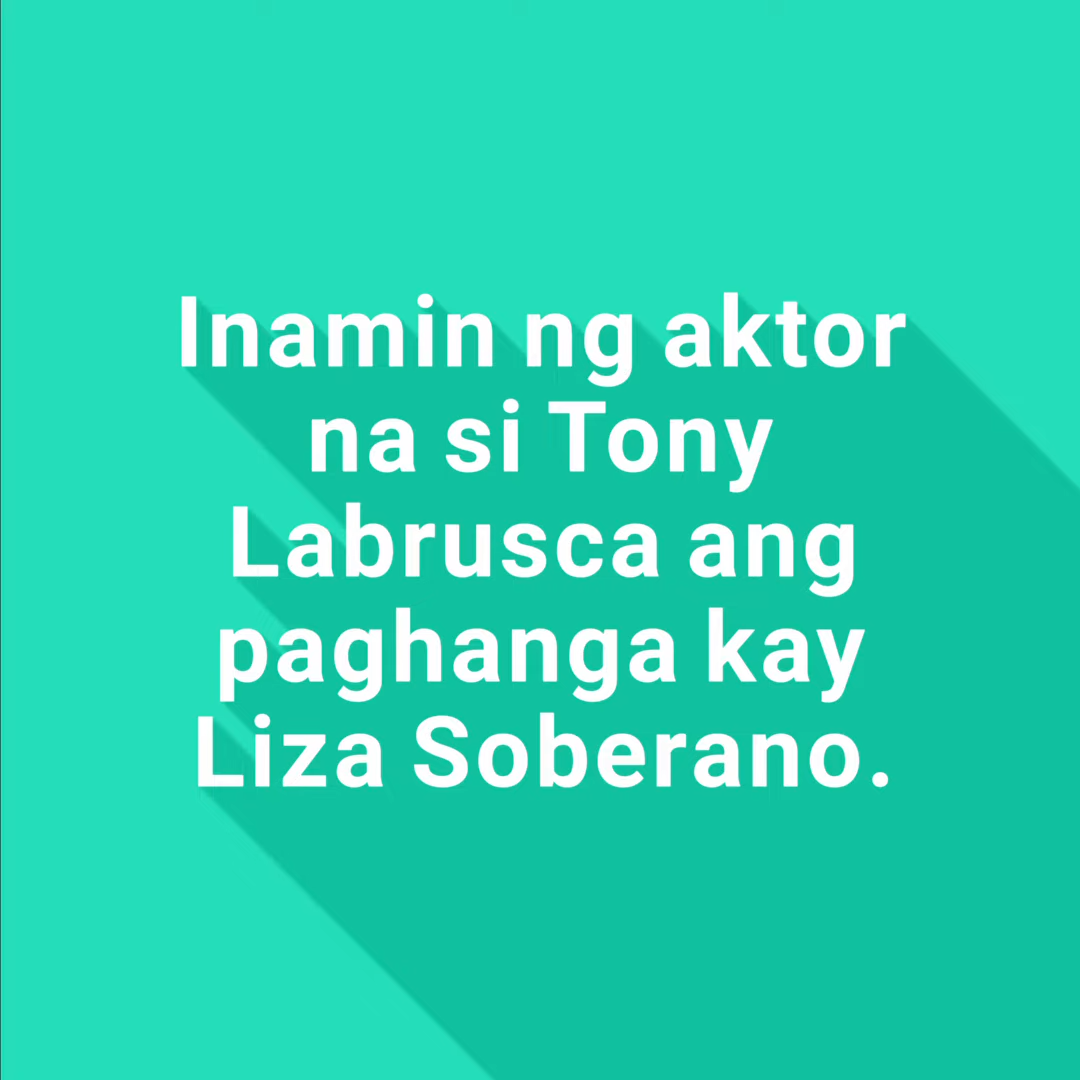 Inamin ng aktor
na si Tony
Labrusca ang
paghanga kay
Liza Soberano.